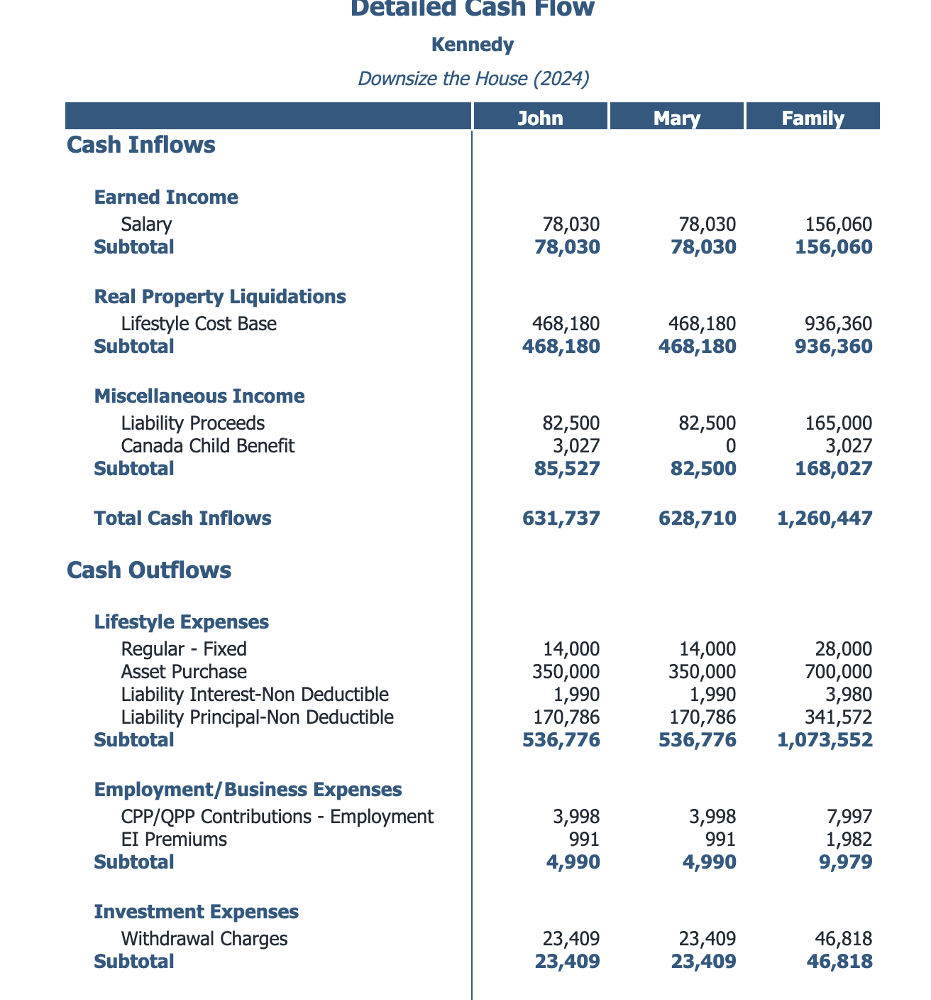 Detailed Cash Flow
Kennedy
Downsize the House (2024)
John Mary Family
Cash Inflows
Earned Income
Salary 78,030 78,030 156,060
Subtotal 78,030 78,030 156,060
Real Property Liquidations
Lifestyle Cost Base 468,180 468,180 936,360
Subtotal 468,180 468,180 936,360
Miscellaneous Income
Liability Proceeds 82,500 82,500 165,000
Canada Child Benefit 3,027 0 3,027
Subtotal 85,527 82,500 168,027
Total Cash Inflows 631,737 628,710 1,260,447
Cash Outflows
Lifestyle Expenses
Regular - Fixed 14,000 14,000 28,000
Asset Purchase 350,000 350,000 700,000
Liability Interest-Non Deductible 1,990 1,990 3,980
Liability Principal-Non Deductible 170,786 170,786 341,572
Subtotal 536,776 536,776 1,073,552
Employment/Business Expenses
CPP/QPP Contributions - Employment 3,998 3,998 7,997
EI Premiums 991 991 1,982
Subtotal 4,990 4,990 9,979
Investment Expenses
Withdrawal Charges 23,409 23,409 46,818
Subtotal 23,409 23,409 46,818